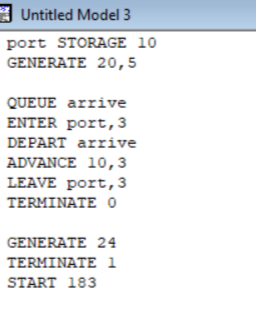 Untitled Model 3
port STORAGE 10
GENERATE 20,5
QUEUE arrive
ENTER port,3
DEPART arrive
ADVANCE 10,3
LEAVE port,3
TERMINATE 0
GENERATE 24
TERMINATE 1
START 183